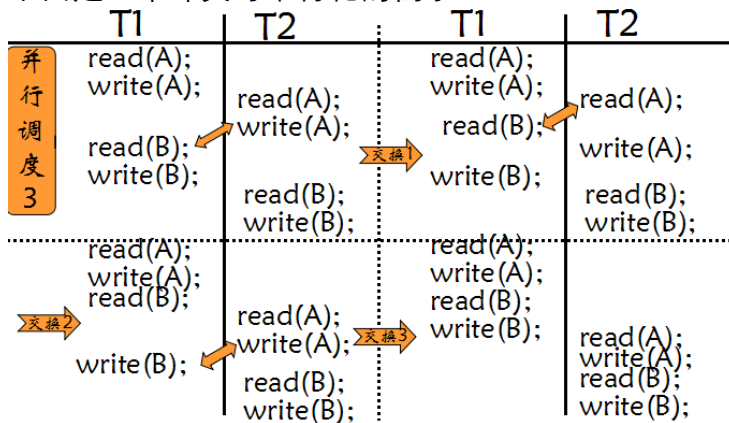 T1 T2 T1 T2
并行调度3
read(A);
write(A);
read(A);
write(A);
read(B);
write(B);
read(B);
write(B);
交换1
read(A);
write(A);
read(A);
read(B);
write(A);
write(B);
read(B);
write(B);
交换2
read(A);
write(A);
read(B);
read(A);
write(A);
write(B);
read(B);
write(B);
交换3
read(A);
write(A);
read(B);
write(B);
read(A);
write(A);
read(B);
write(B);